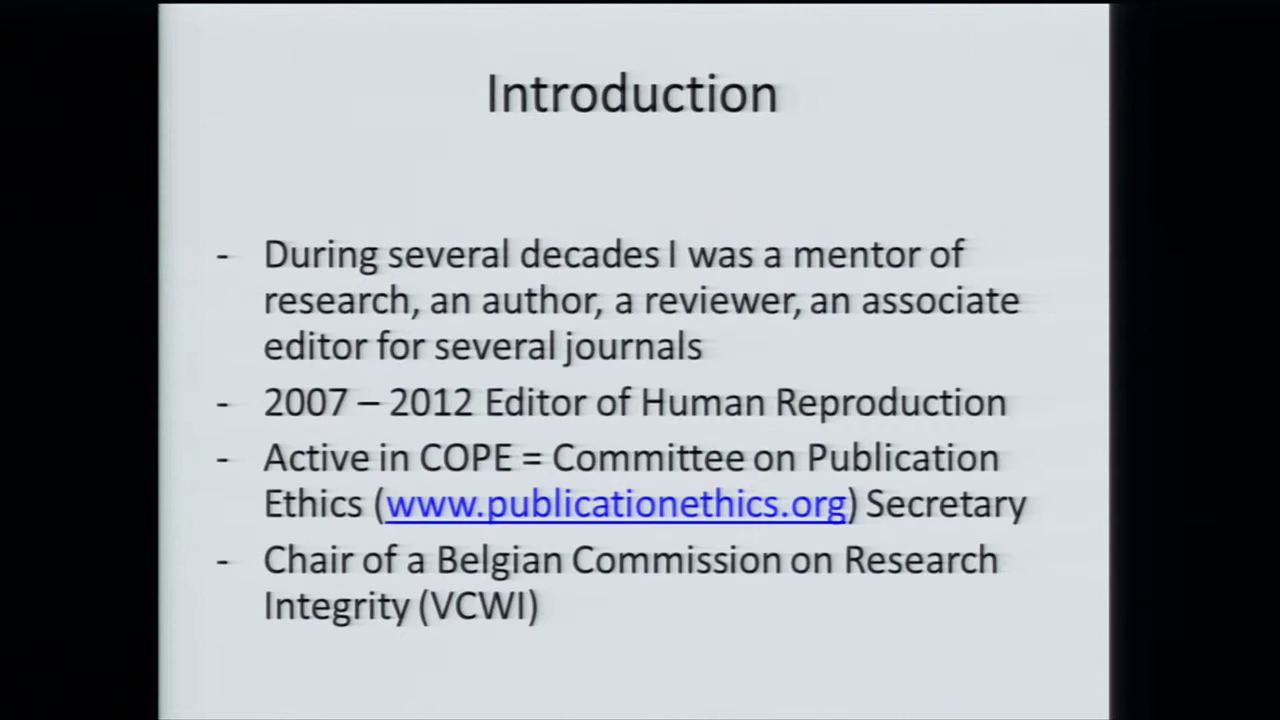 Introduction
- During several decades I was a mentor of
research, an author, a reviewer, an associate
editor for several journals
- 2007 – 2012 Editor of Human Reproduction
- Active in COPE = Committee on Publication
Ethics (www.publicationethics.org) Secretary
- Chair of a Belgian Commission on Research
Integrity (VCWI)